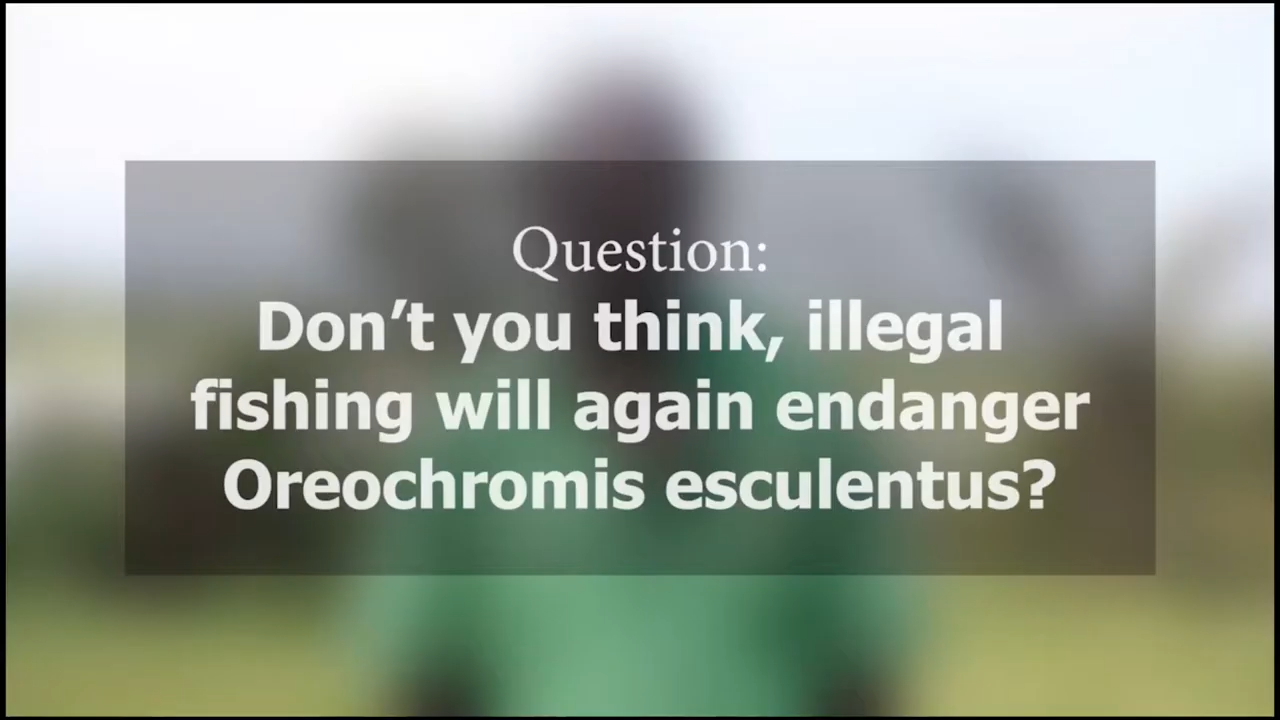 Question:
Don’t you think, illegal
fishing will again endanger
Oreochromis esculentus?